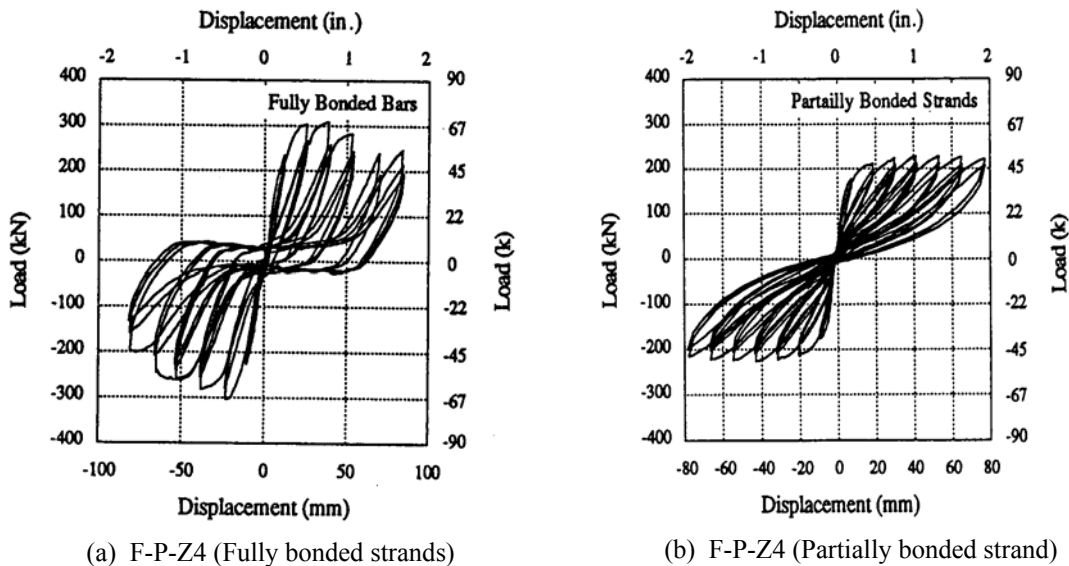 Displacement (in.)
-2 -1 0 1 2
400 90
Fully Bonded Bars
300 67
200 45
100 22
0 0
-100 -22
-200 -45
-300 -67
-400 -90
Load (kN)
Load (k)
-100 -50 0 50 100
Displacement (mm)
(a) F-P-Z4 (Fully bonded strands)
Displacement (in.)
-2 -1 0 1 2
400 90
Partailly Bonded Strands
300 67
200 45
100 22
0 0
-100 -22
-200 -45
-300 -67
-400 -90
Load (kN)
Load (k)
-80 -60 -40 -20 0 20 40 60 80
Displacement (mm)
(b) F-P-Z4 (Partially bonded strand)